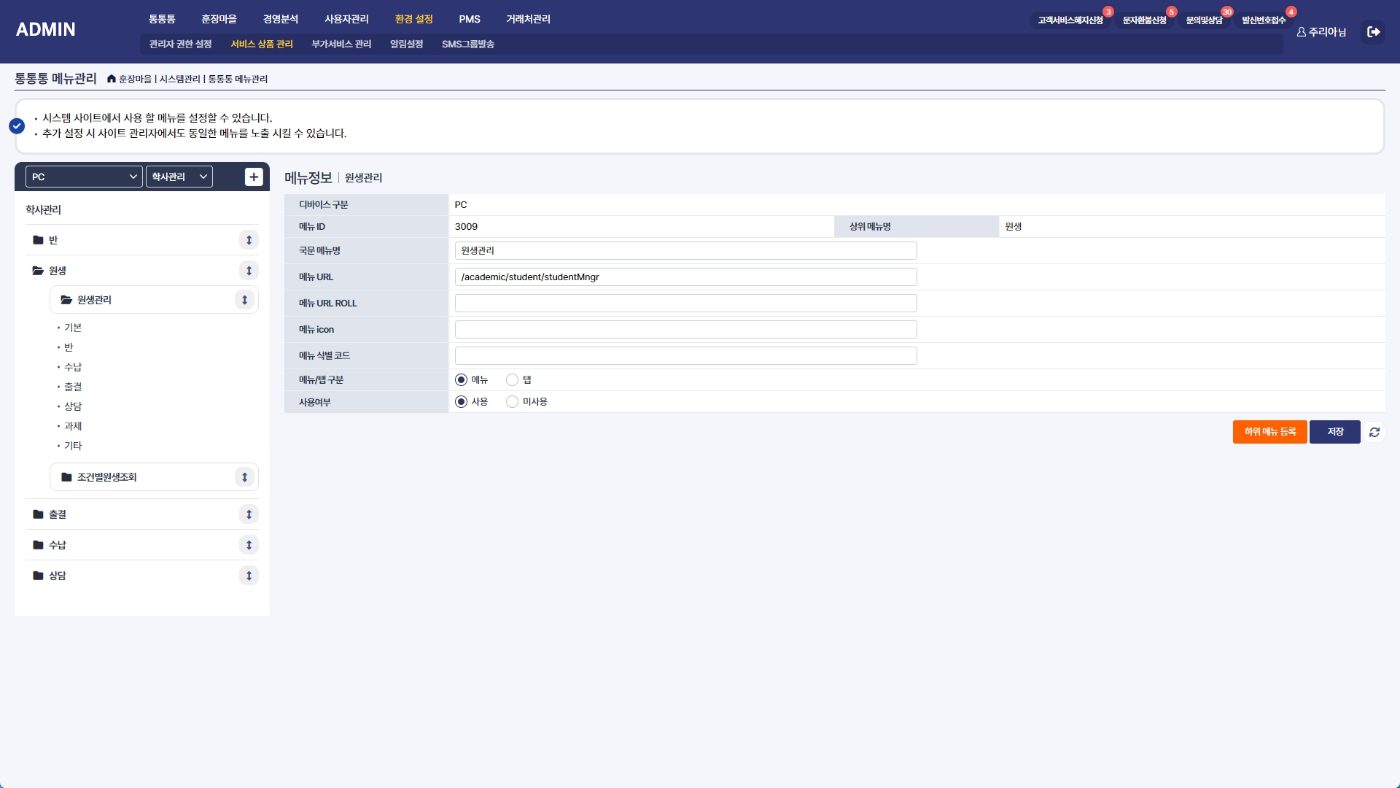 ADMIN
통통통 훈장마을 경영분석 사용자관리 환경 설정 PMS 거래처관리
고객서비스해지신청 3 문자환불신청 5 문의및상담 30 발신번호접수 4
주리아님
관리자 권한 설정 서비스 상품 관리 부가서비스 관리 알림설정 SMS그룹발송
통통통 메뉴관리 훈장마을 | 시스템관리 | 통통통 메뉴관리
· 시스템 사이트에서 사용 할 메뉴를 설정할 수 있습니다.
· 추가 설정 시 사이트 관리자에서도 동일한 메뉴를 노출 시킬 수 있습니다.
PC 학사관리 +
학사관리
반
원생
원생관리
· 기본
· 반
· 수납
· 출결
· 상담
· 과제
· 기타
조건별원생조회
출결
수납
상담
메뉴정보 | 원생관리
디바이스 구분 PC
메뉴 ID 3009 상위 메뉴명 원생
국문 메뉴명 원생관리
메뉴 URL /academic/student/studentMngr
메뉴 URL ROLL
메뉴 icon
메뉴 식별 코드
메뉴/탭 구분 메뉴 탭
사용여부 사용 미사용
하위 메뉴 등록 저장